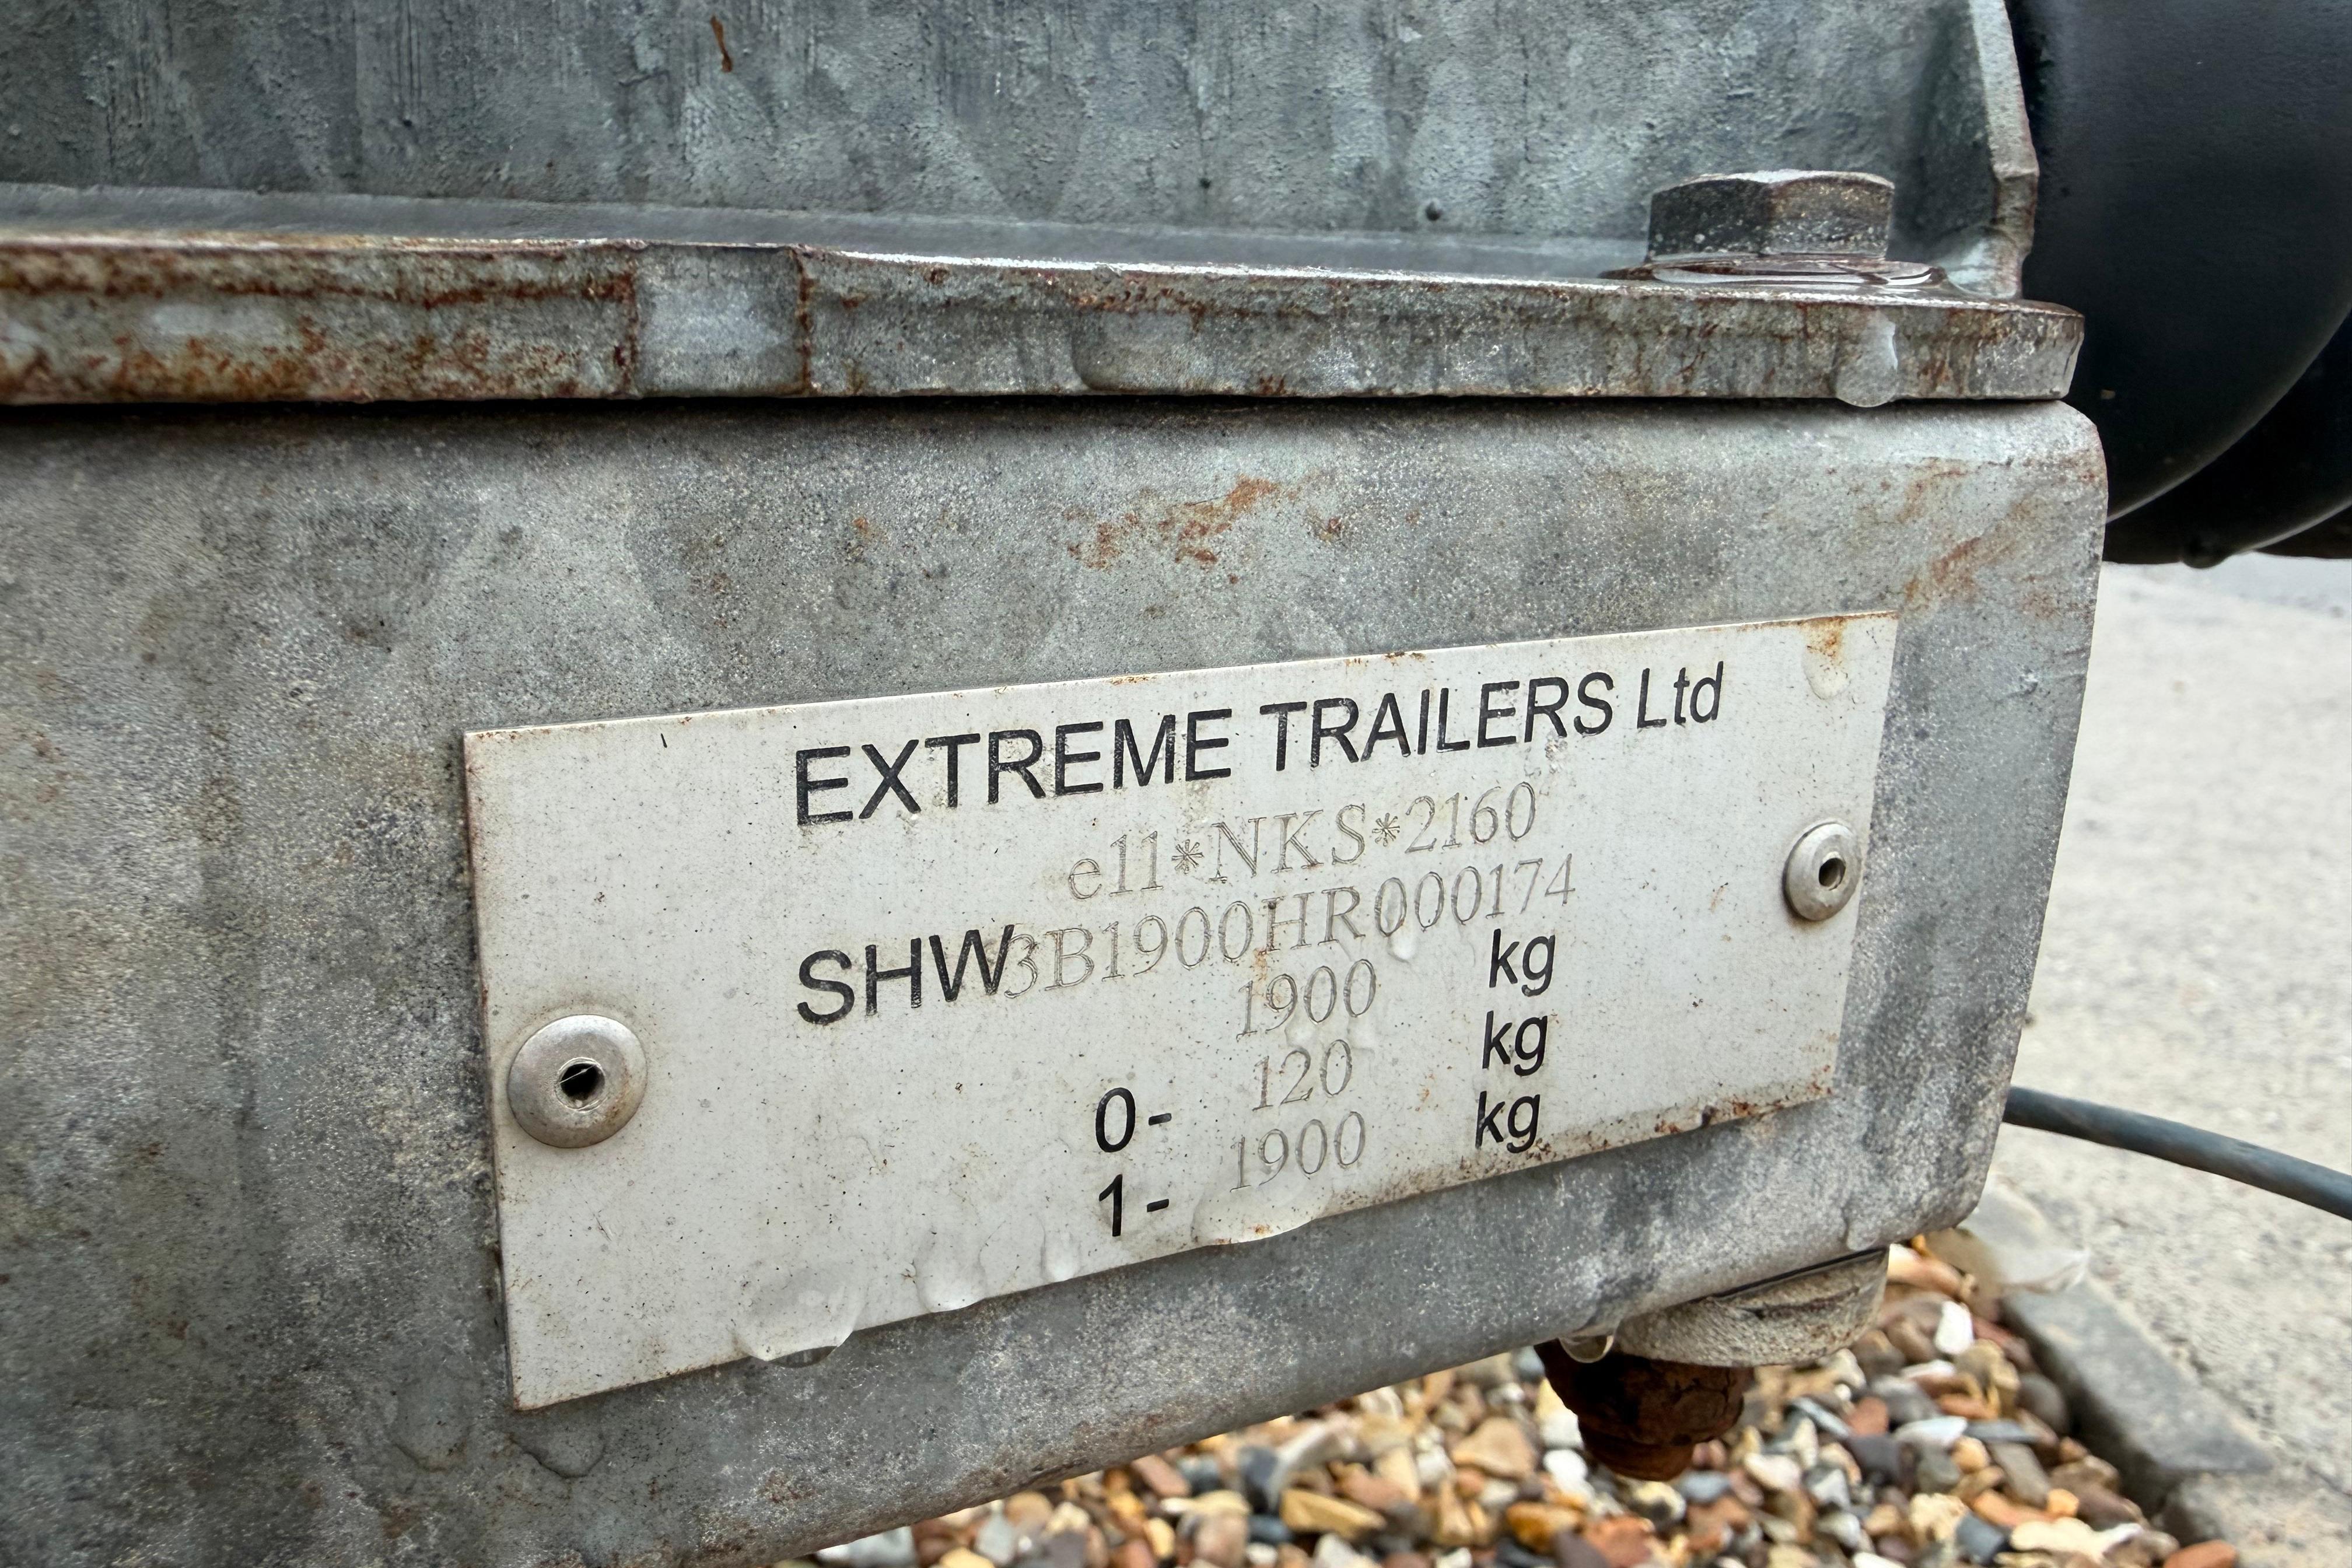 EXTREME TRAILERS Ltd
e11*NKS*2160
SHW3B1900HR000174
1900 kg
0- 120 kg
1- 1900 kg